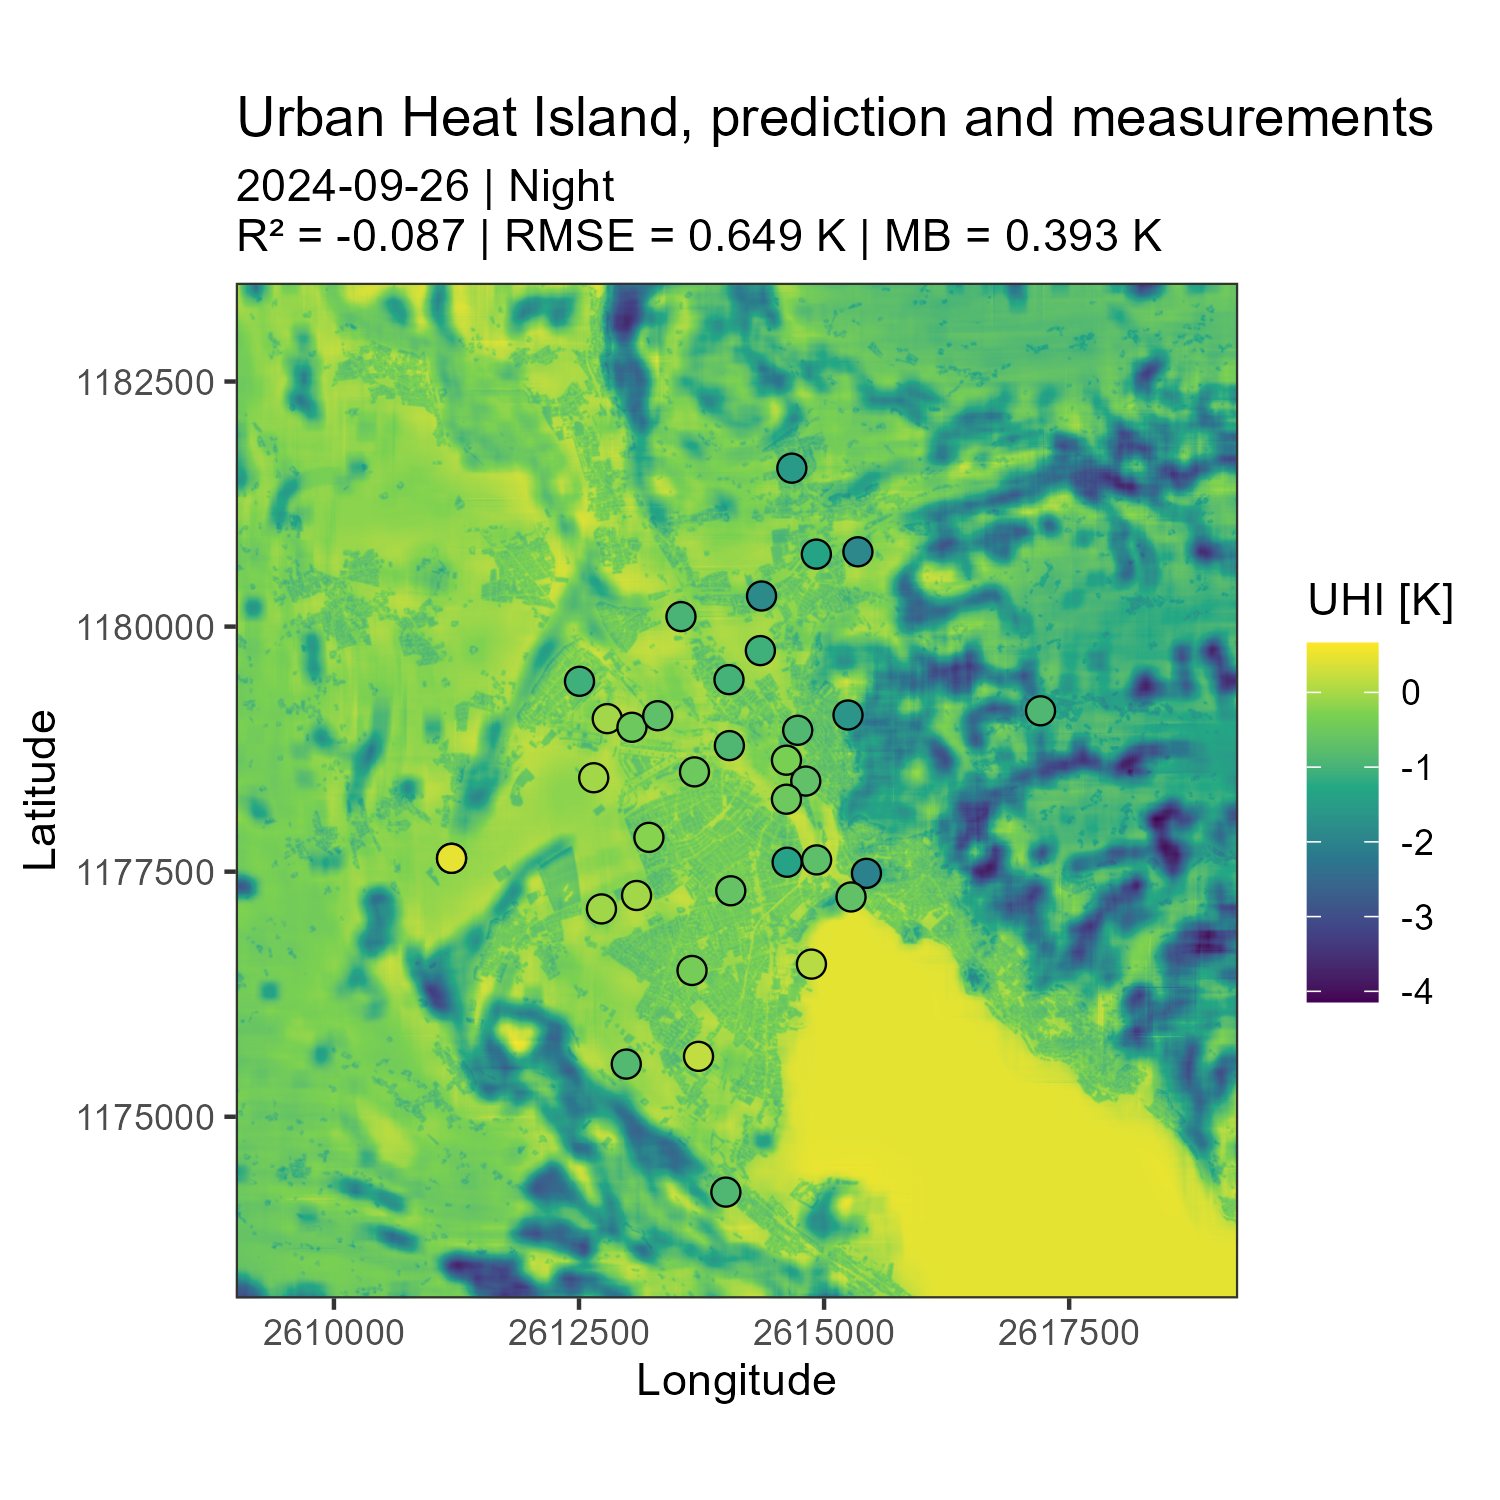 Urban Heat Island, prediction and measurements
2024-09-26 | Night
R² = -0.087 | RMSE = 0.649 K | MB = 0.393 K
1182500
1180000
1177500
1175000
Latitude
2610000 2612500 2615000 2617500
Longitude
UHI [K]
0
-1
-2
-3
-4